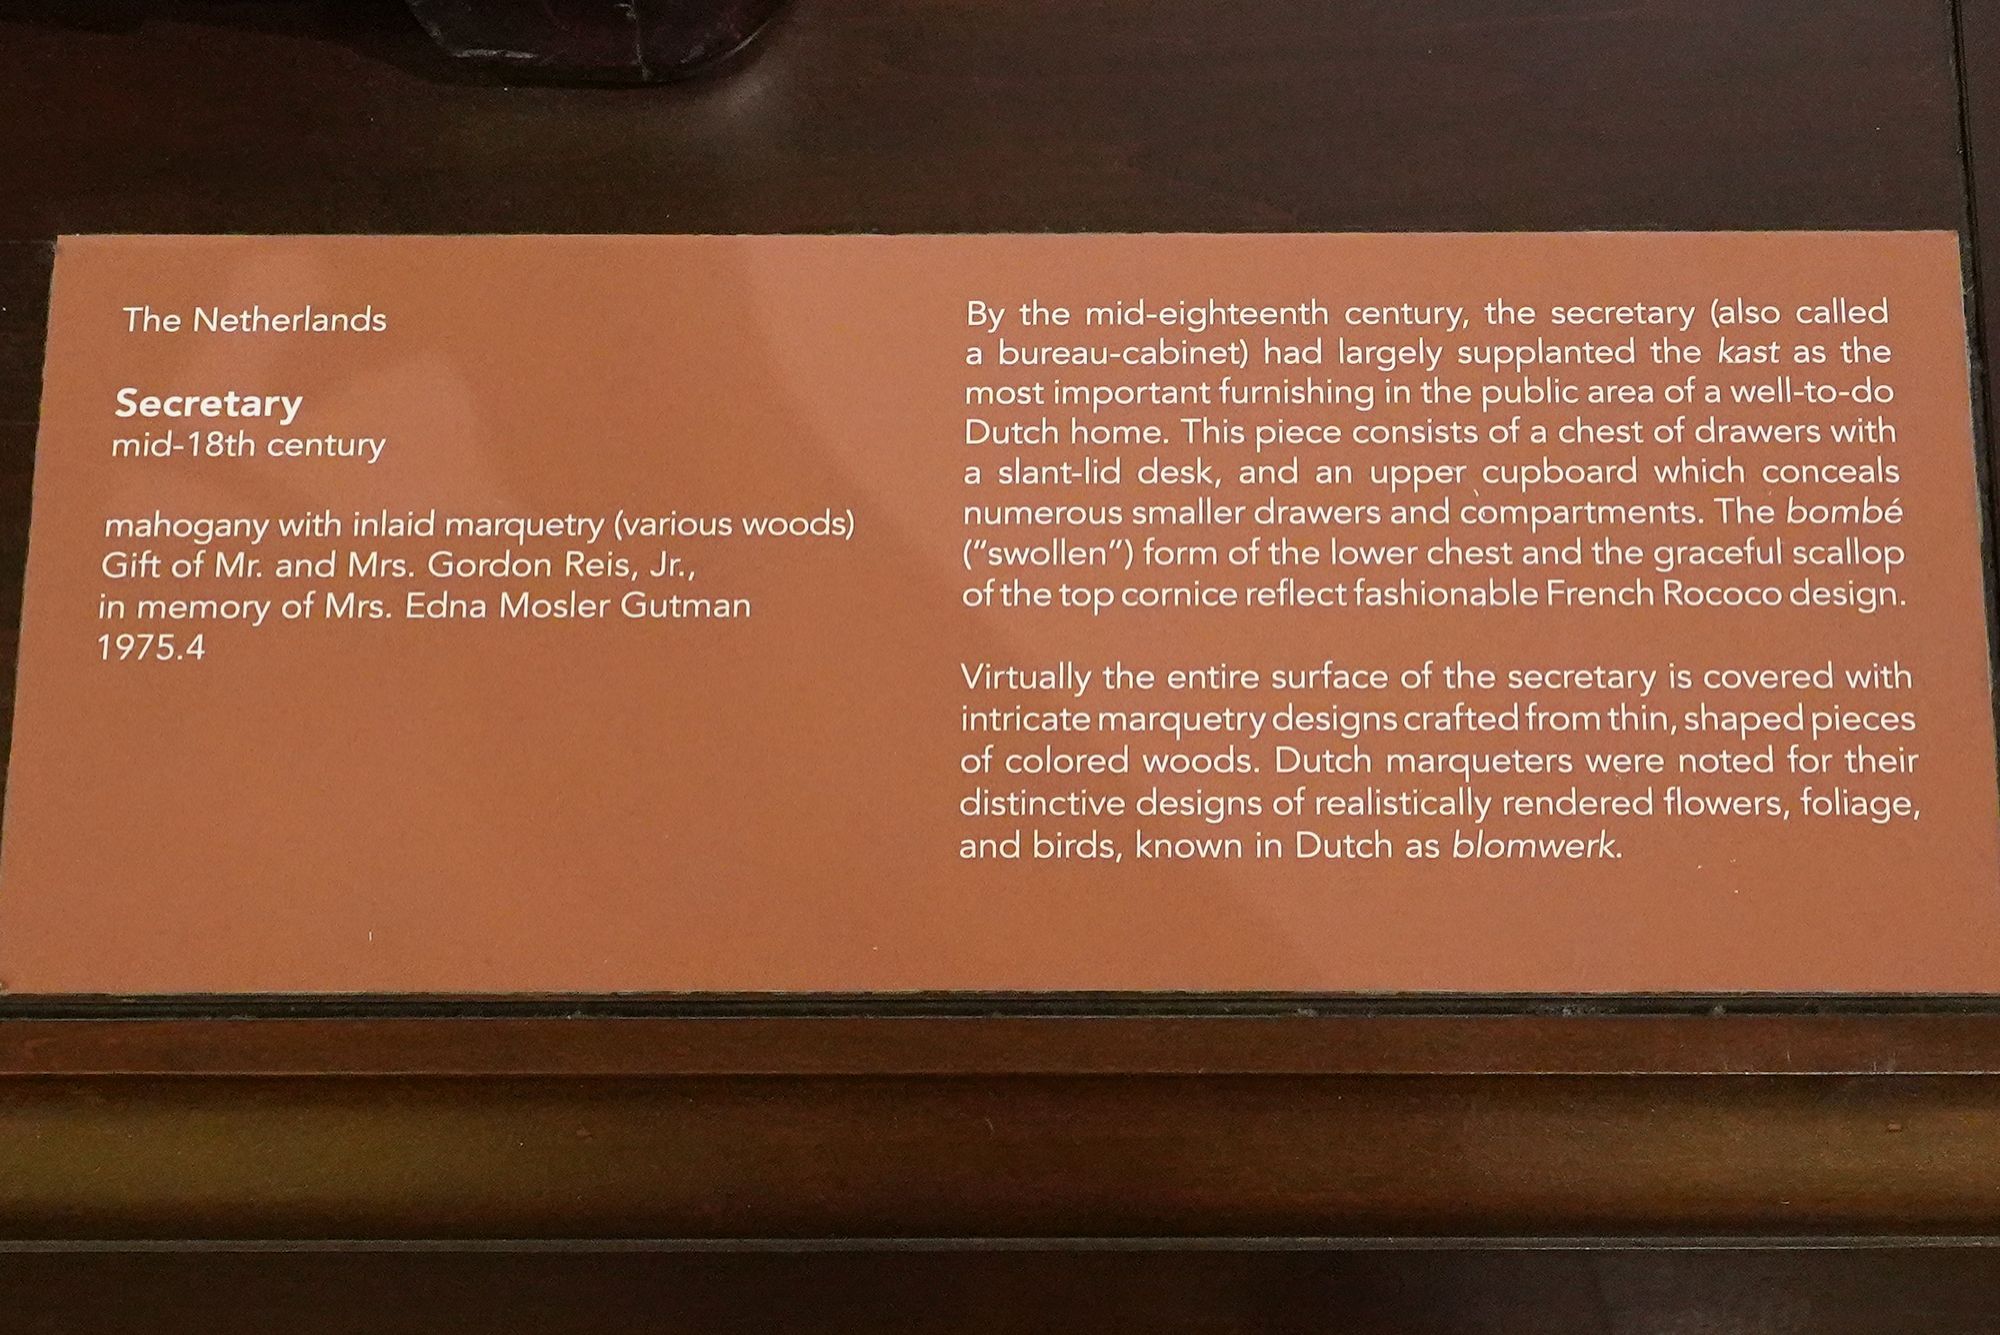 The Netherlands
Secretary
mid-18th century
mahogany with inlaid marquetry (various woods)
Gift of Mr. and Mrs. Gordon Reis, Jr.,
in memory of Mrs. Edna Mosler Gutman
1975.4
By the mid-eighteenth century, the secretary (also called
a bureau-cabinet) had largely supplanted the kast as the
most important furnishing in the public area of a well-to-do
Dutch home. This piece consists of a chest of drawers with
a slant-lid desk, and an upper cupboard which conceals
numerous smaller drawers and compartments. The bombé
(“swollen”) form of the lower chest and the graceful scallop
of the top cornice reflect fashionable French Rococo design.
Virtually the entire surface of the secretary is covered with
intricate marquetry designs crafted from thin, shaped pieces
of colored woods. Dutch marqueters were noted for their
distinctive designs of realistically rendered flowers, foliage,
and birds, known in Dutch as blomwerk.